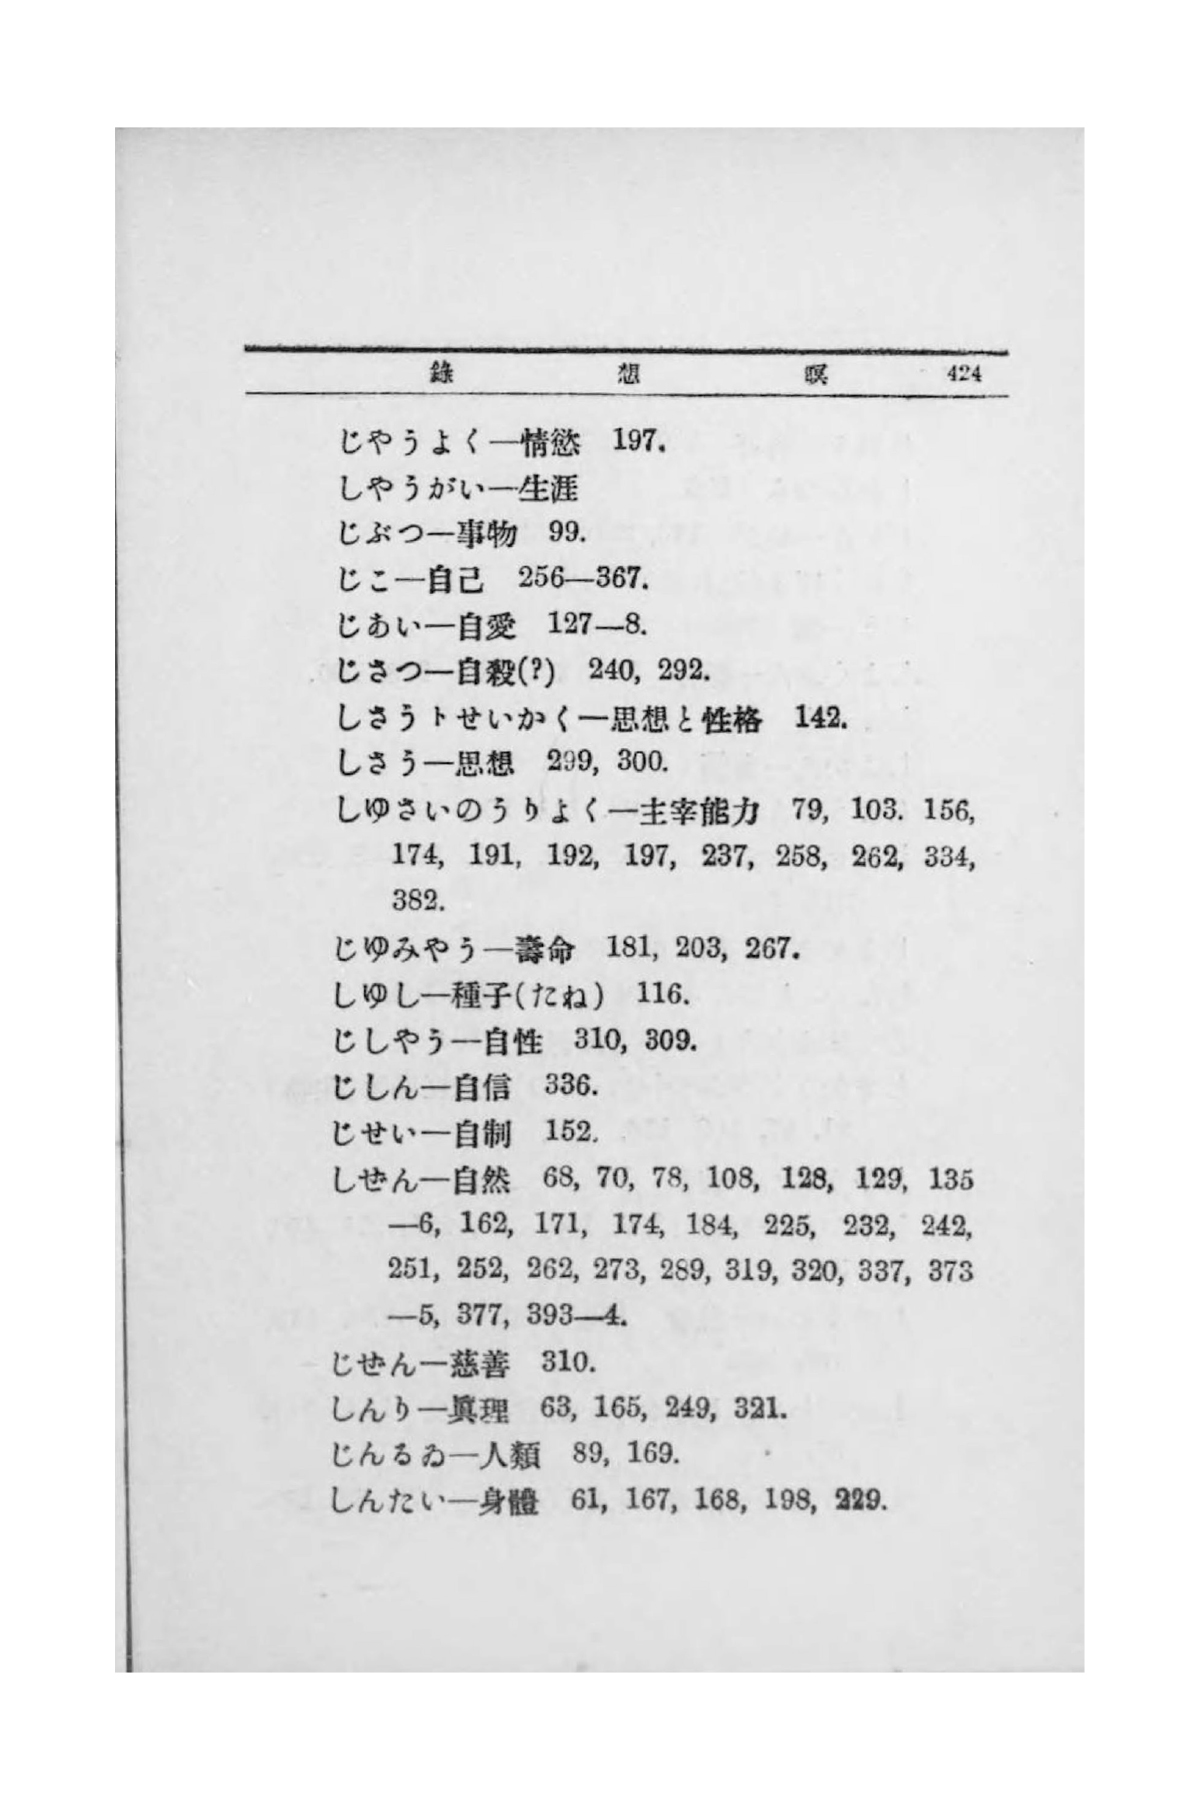 錄 想 瞑 424
じやうよく—情慾 197.
しやうがい—生涯
じぶつ—事物 99.
じこ—自己 256—367.
じあい—自愛 127—8.
じさつ—自殺(?) 240, 292.
しさうトせいかく—思想と性格 142.
しさう—思想 299, 300.
しゆさいのうりよく—主宰能力 79, 103. 156,
174, 191, 192, 197, 237, 258, 262, 334,
382.
じゆみやう—壽命 181, 203, 267.
しゆし—種子(たね) 116.
じしやう—自性 310, 309.
じしん—自信 336.
じせい—自制 152.
しぜん—自然 68, 70, 78, 108, 128, 129, 135
—6, 162, 171, 174, 184, 225, 232, 242,
251, 252, 262, 273, 289, 319, 320, 337, 373
—5, 377, 393—4.
じぜん—慈善 310.
しんり—眞理 63, 165, 249, 321.
じんるゐ—人類 89, 169.
しんたい—身體 61, 167, 168, 198, 229.